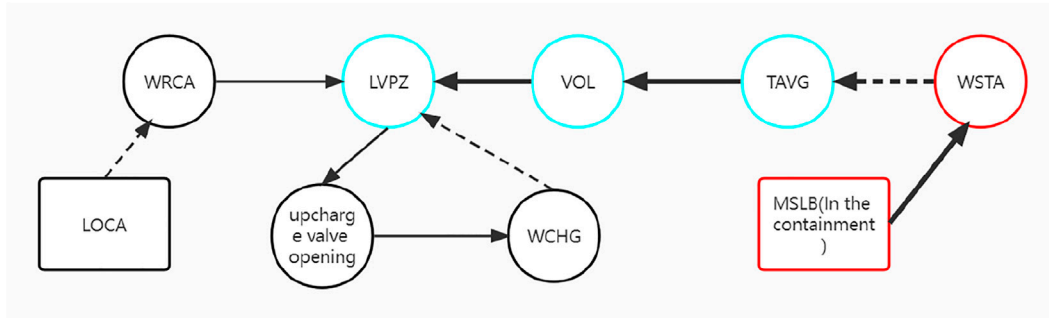 WRCA
LVPZ
VOL
TAVG
WSTA
LOCA
upcharg
e valve
opening
WCHG
MSLB(In the
containment
)